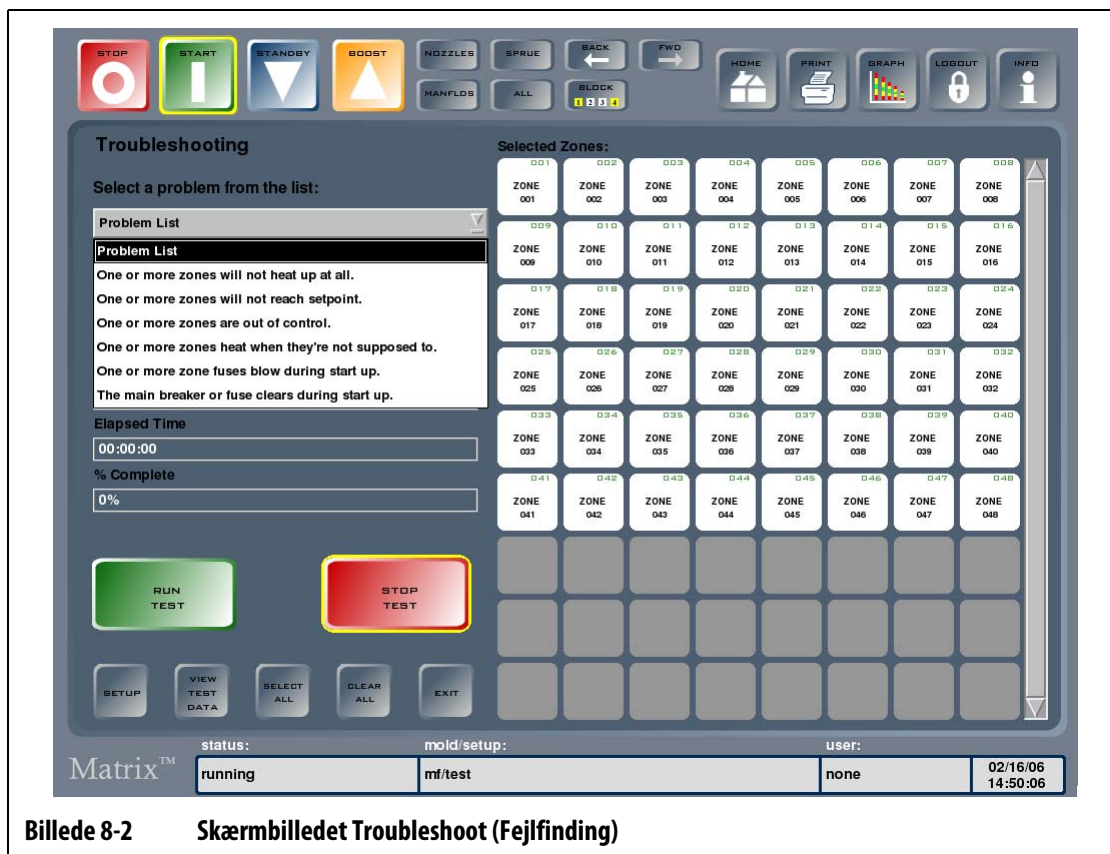 STOP START STANDBY BOOST NOZZLES SPRUE BACK FWD HOME PRINT GRAPH LOGOUT INFO
MANFLDS ALL BLOCK
1 2 3 4
Troubleshooting
Select a problem from the list:
Problem List
Problem List
One or more zones will not heat up at all.
One or more zones will not reach setpoint.
One or more zones are out of control.
One or more zones heat when they're not supposed to.
One or more zone fuses blow during start up.
The main breaker or fuse clears during start up.
Elapsed Time
00:00:00
% Complete
0%
RUN
TEST
STOP
TEST
SETUP
VIEW
TEST
DATA
SELECT
ALL
CLEAR
ALL
EXIT
Selected Zones:
001 002 003 004 005 006 007 008
ZONE ZONE ZONE ZONE ZONE ZONE ZONE ZONE
001 002 003 004 005 006 007 008
009 010 011 012 013 014 015 016
ZONE ZONE ZONE ZONE ZONE ZONE ZONE ZONE
009 010 011 012 013 014 015 016
017 018 019 020 021 022 023 024
ZONE ZONE ZONE ZONE ZONE ZONE ZONE ZONE
017 018 019 020 021 022 023 024
025 026 027 028 029 030 031 032
ZONE ZONE ZONE ZONE ZONE ZONE ZONE ZONE
025 026 027 028 029 030 031 032
033 034 035 036 037 038 039 040
ZONE ZONE ZONE ZONE ZONE ZONE ZONE ZONE
033 034 035 036 037 038 039 040
041 042 043 044 045 046 047 048
ZONE ZONE ZONE ZONE ZONE ZONE ZONE ZONE
041 042 043 044 045 046 047 048
status: mold/setup: user:
Matrix™ running mf/test none 02/16/06
14:50:06
Billede 8-2 Skærmbilledet Troubleshoot (Fejlfinding)